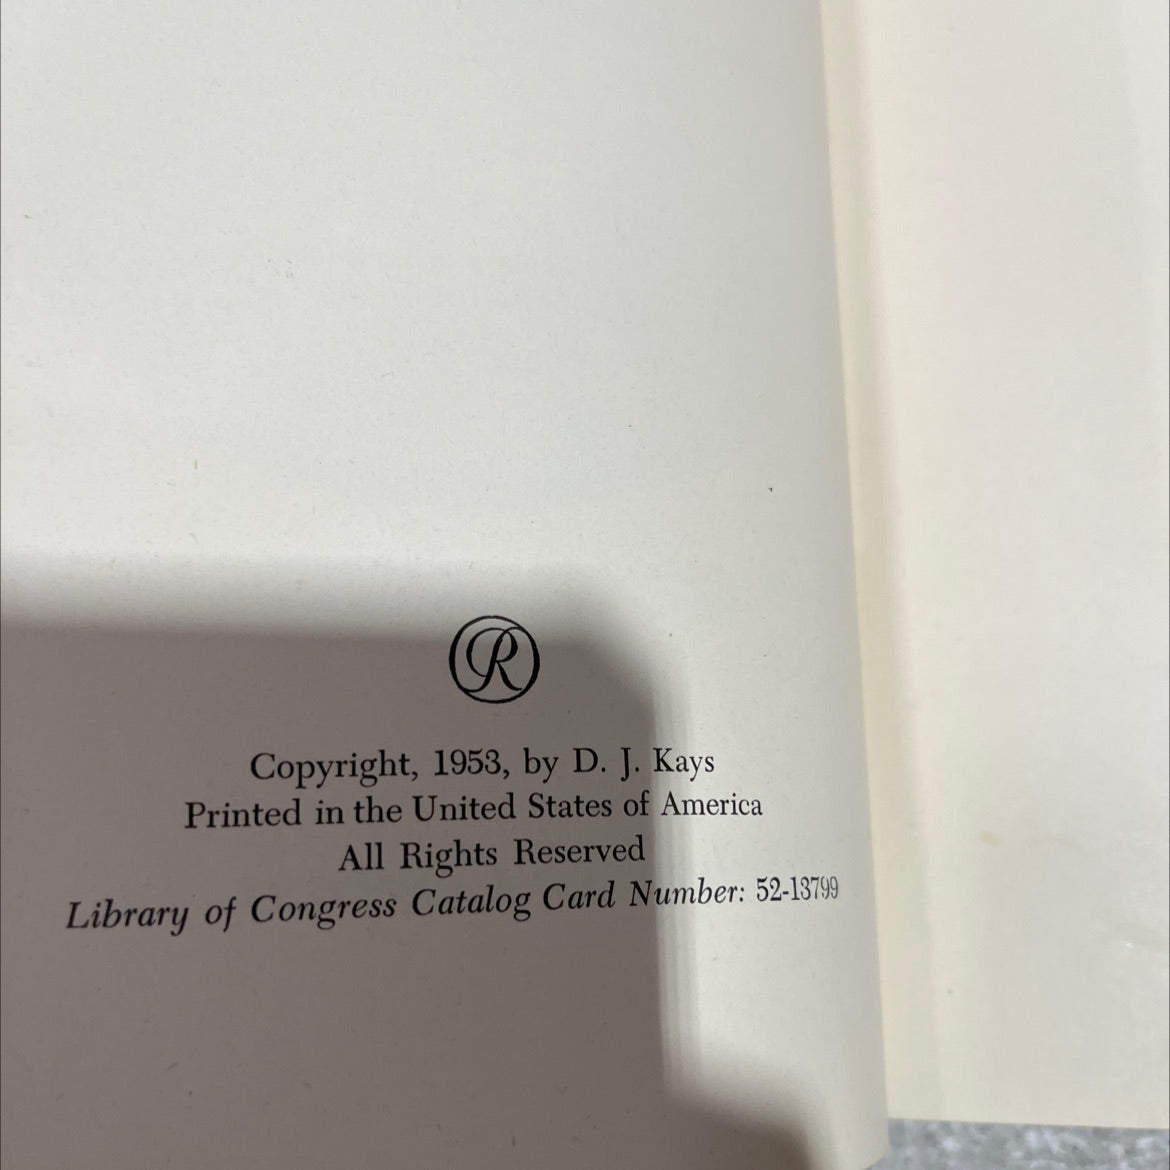 R
Copyright, 1953, by D. J. Kays
Printed in the United States of America
All Rights Reserved
Library of Congress Catalog Card Number: 52-13799